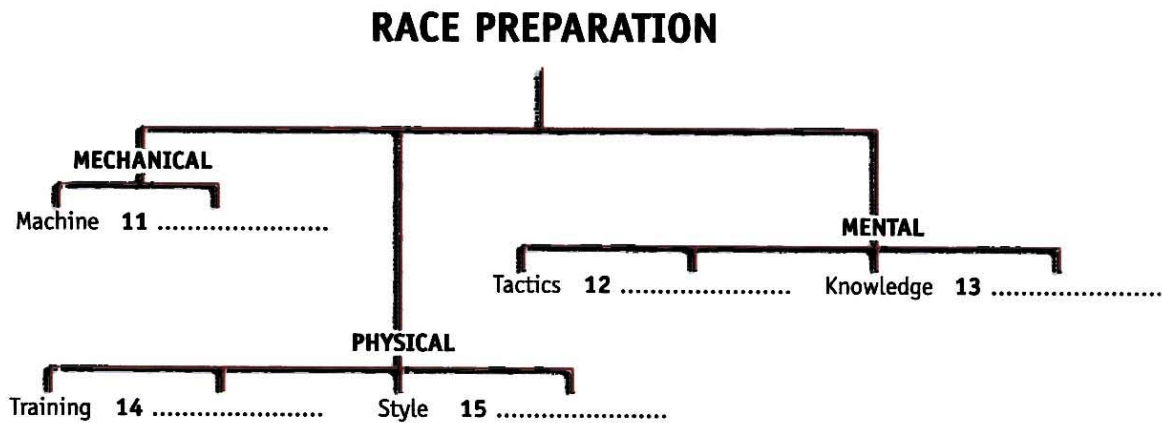 RACE PREPARATION
MECHANICAL
Machine 11 ......................
MENTAL
Tactics 12 ...................... Knowledge 13 ......................
PHYSICAL
Training 14 ...................... Style 15 ......................